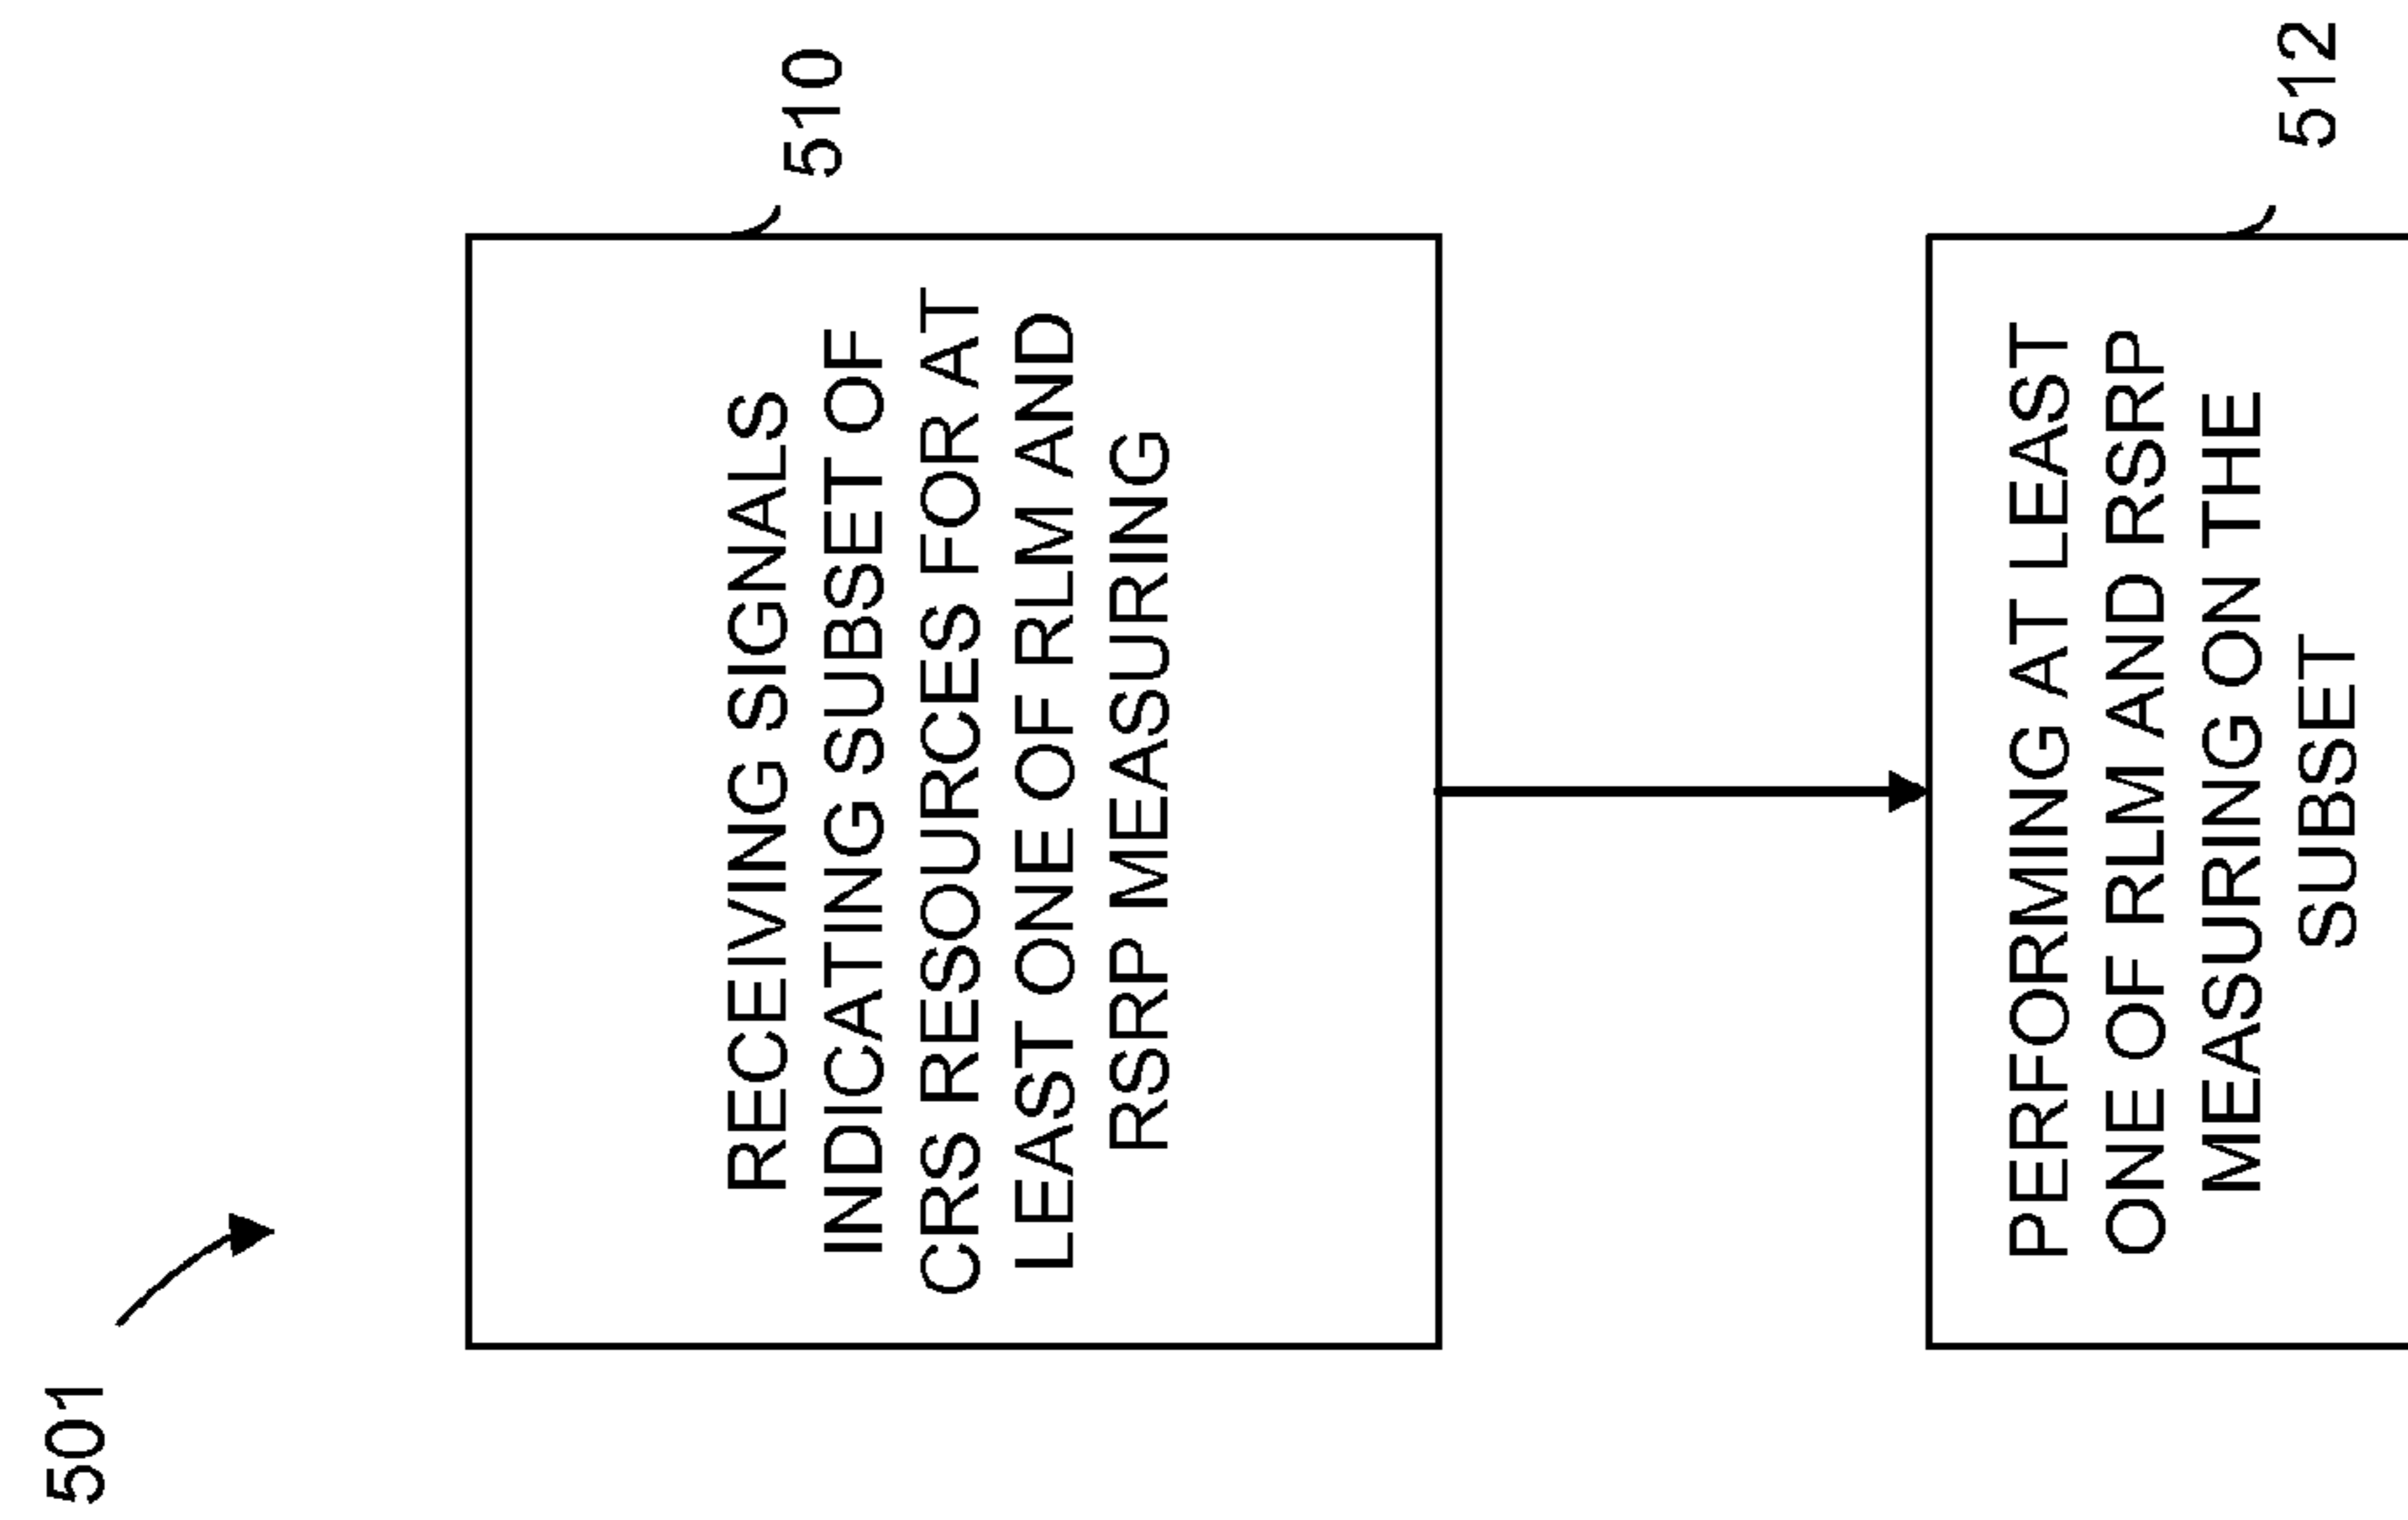 501
510
RECEIVING SIGNALS
INDICATING SUBSET OF
CRS RESOURCES FOR AT
LEAST ONE OF RLM AND
RSRP MEASURING
512
PERFORMING AT LEAST
ONE OF RLM AND RSRP
MEASURING ON THE
SUBSET